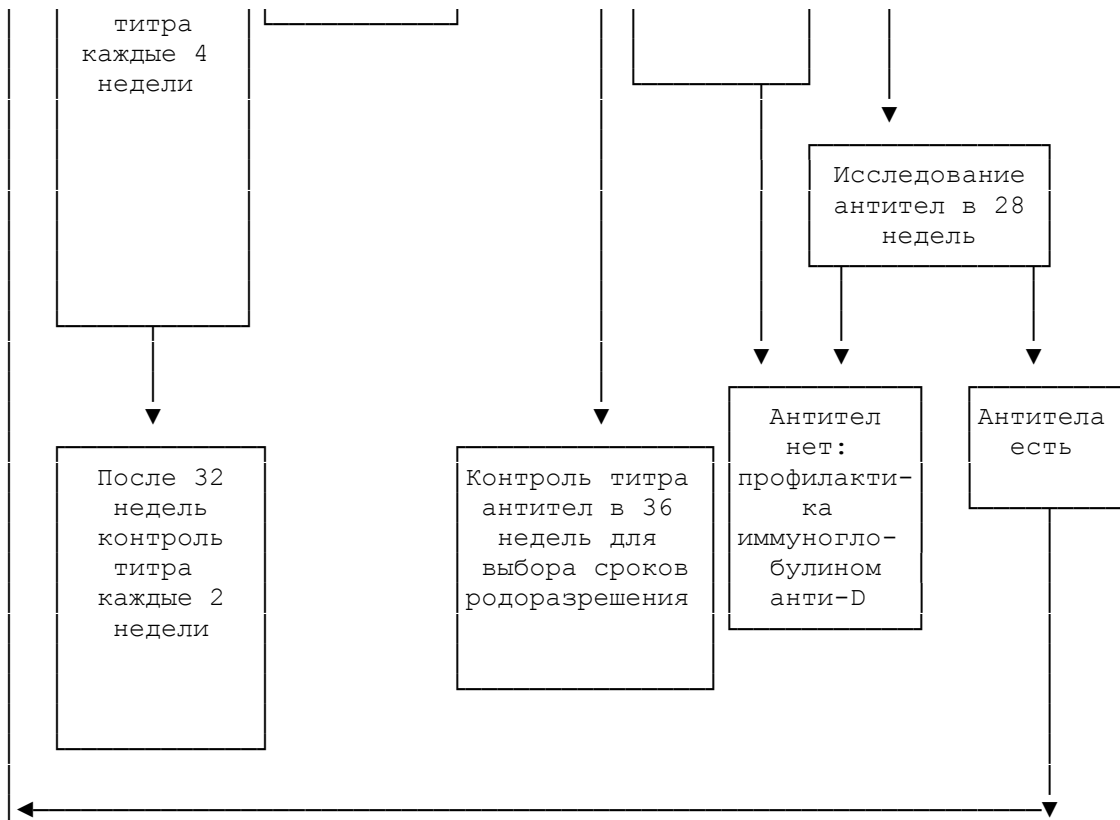 титра
каждые 4
недели
Исследование
антител в 28
недель
После 32
недель
контроль
титра
каждые 2
недели
Контроль титра
антител в 36
недель для
выбора сроков
родоразрешения
Антител
нет:
профилакти-
ка
иммуногло-
булином
анти-D
Антитела
есть